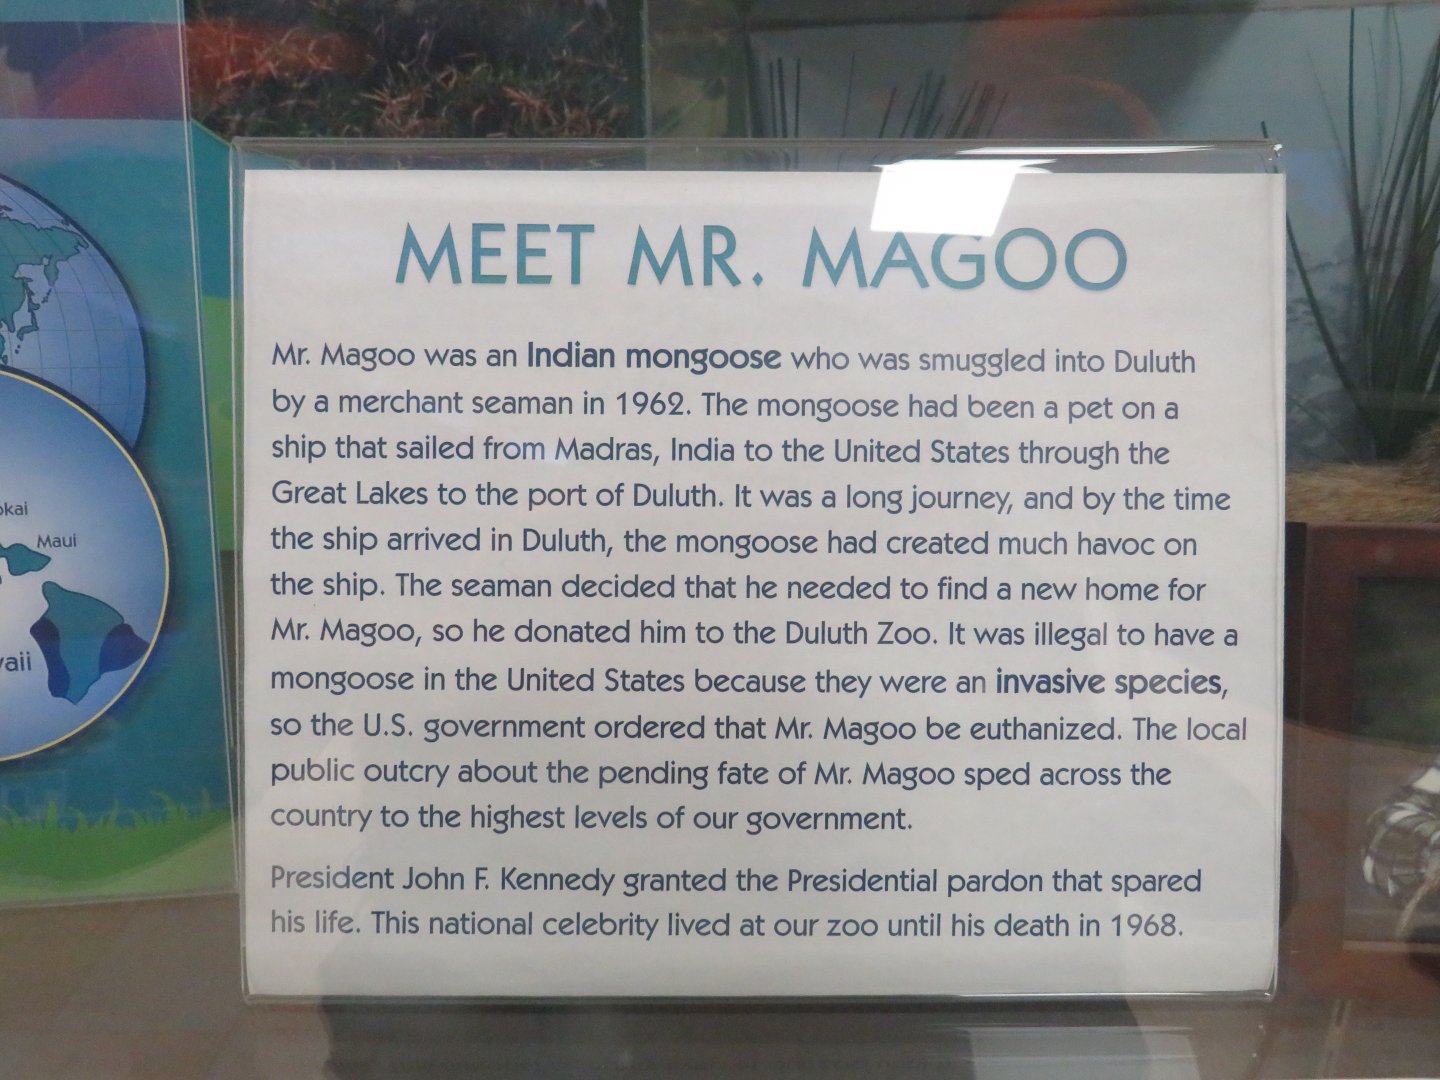 MEET MR. MAGOO
Mr. Magoo was an Indian mongoose who was smuggled into Duluth
by a merchant seaman in 1962. The mongoose had been a pet on a
ship that sailed from Madras, India to the United States through the
Great Lakes to the port of Duluth. It was a long journey, and by the time
the ship arrived in Duluth, the mongoose had created much havoc on
the ship. The seaman decided that he needed to find a new home for
Mr. Magoo, so he donated him to the Duluth Zoo. It was illegal to have a
mongoose in the United States because they were an invasive species,
so the U.S. government ordered that Mr. Magoo be euthanized. The local
public outcry about the pending fate of Mr. Magoo sped across the
country to the highest levels of our government.
President John F. Kennedy granted the Presidential pardon that spared
his life. This national celebrity lived at our zoo until his death in 1968.
Maui